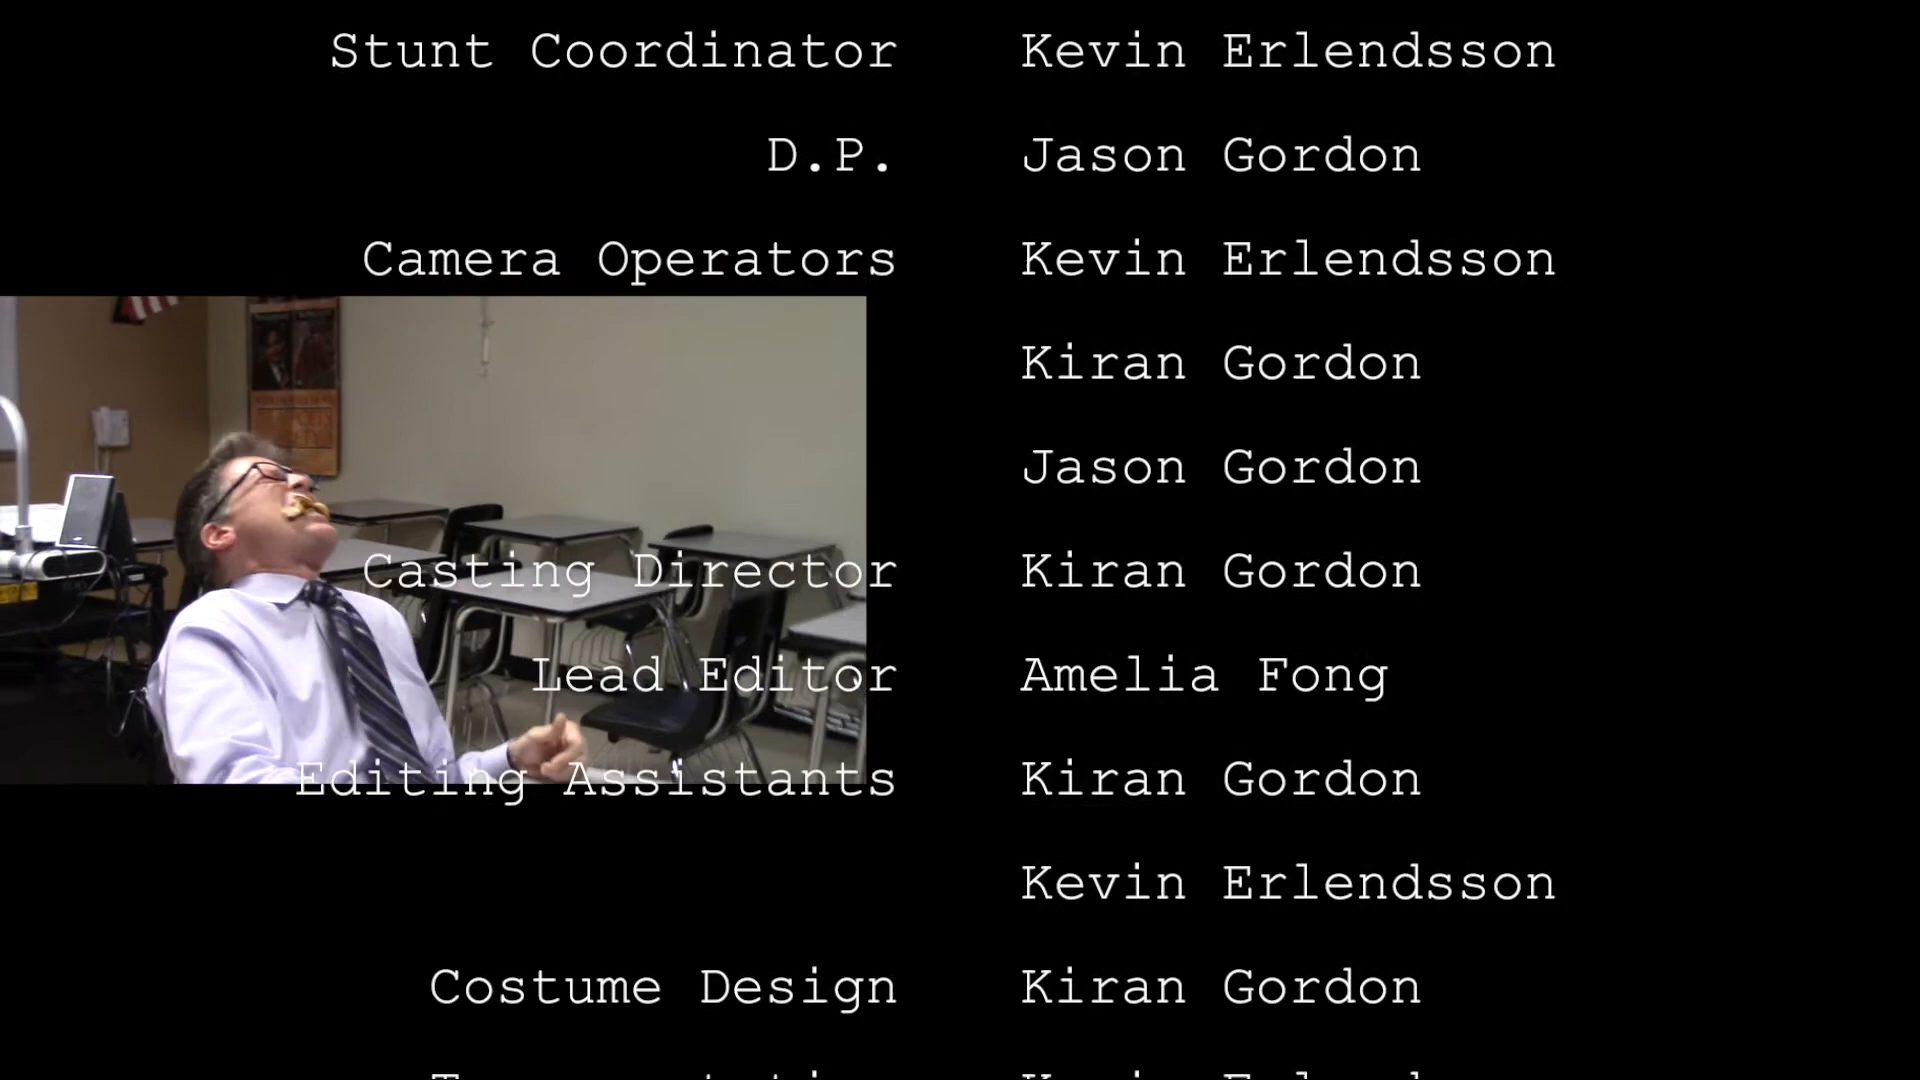 Stunt Coordinator Kevin Erlendsson
D.P. Jason Gordon
Camera Operators Kevin Erlendsson
Kiran Gordon
Jason Gordon
Casting Director Kiran Gordon
Lead Editor Amelia Fong
Editing Assistants Kiran Gordon
Kevin Erlendsson
Costume Design Kiran Gordon